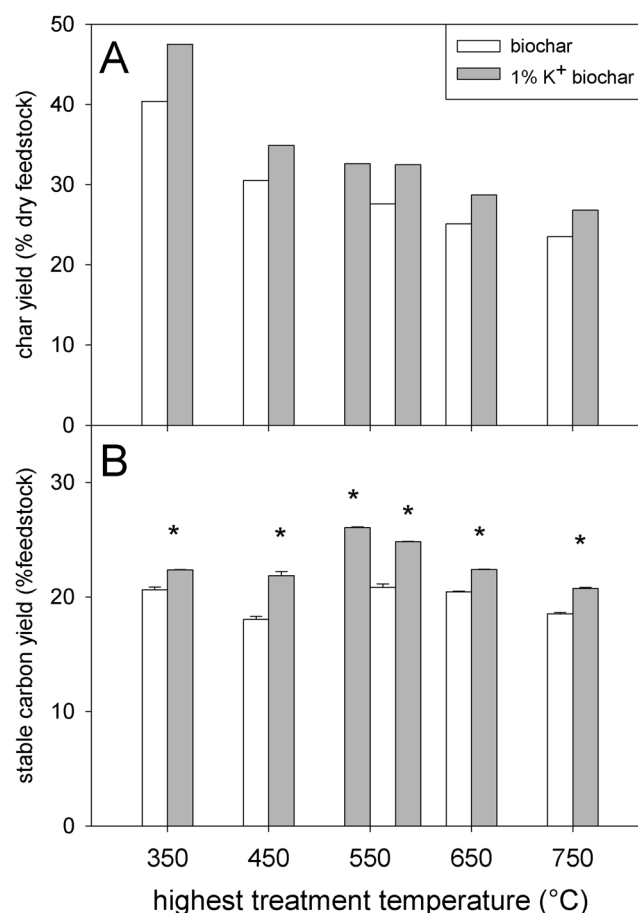 A
biochar
1% K⁺ biochar
50
40
30
20
10
0
char yield (% dry feedstock)
B
30
20
10
0
stable carbon yield (%feedstock)
* * * * * *
350 450 550 650 750
highest treatment temperature (°C)